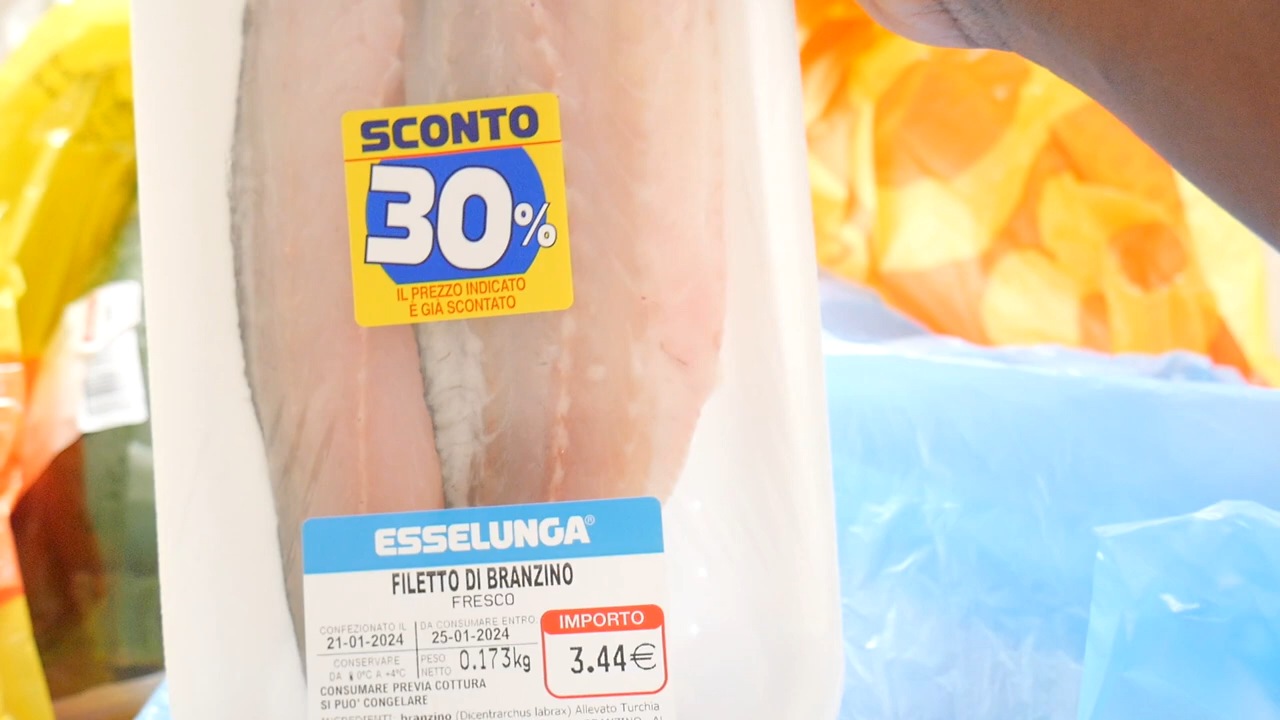 SCONTO
30%
IL PREZZO INDICATO
È GIÀ SCONTATO
ESSELUNGA®
FILETTO DI BRANZINO
FRESCO
CONFEZIONATO IL
21-01-2024
DA CONSUMARE ENTRO
25-01-2024
IMPORTO
3.44€
CONSERVARE
DA 0°C A +4°C
PESO
NETTO
0.173kg
CONSUMARE PREVIA COTTURA
SI PUO' CONGELARE
INGREDIENTI: branzino (Dicentrarchus labrax) Allevato Turchia